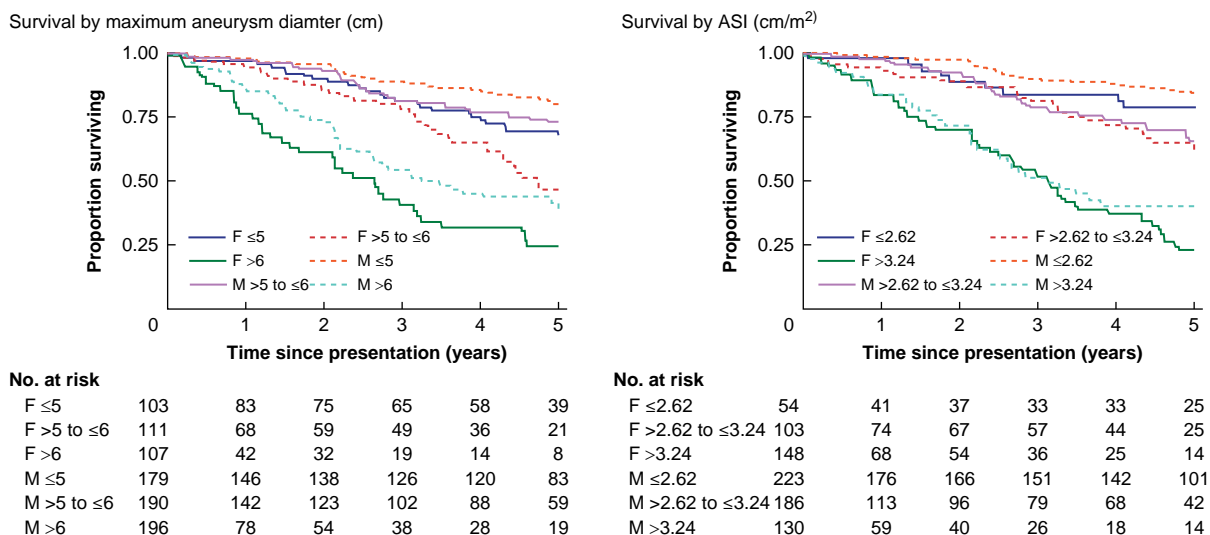 Survival by maximum aneurysm diamter (cm)
1.00
0.75
0.50
0.25
0
Proportion surviving
F ≤5
F >6
M >5 to ≤6
F >5 to ≤6
M ≤5
M >6
1 2 3 4 5
Time since presentation (years)
No. at risk
F ≤5 103 83 75 65 58 39
F >5 to ≤6 111 68 59 49 36 21
F >6 107 42 32 19 14 8
M ≤5 179 146 138 126 120 83
M >5 to ≤6 190 142 123 102 88 59
M >6 196 78 54 38 28 19
Survival by ASI (cm/m²)
1.00
0.75
0.50
0.25
0
Proportion surviving
F ≤2.62
F >3.24
M >2.62 to ≤3.24
F >2.62 to ≤3.24
M ≤2.62
M >3.24
1 2 3 4 5
Time since presentation (years)
No. at risk
F ≤2.62 54 41 37 33 33 25
F >2.62 to ≤3.24 103 74 67 57 44 25
F >3.24 148 68 54 36 25 14
M ≤2.62 223 176 166 151 142 101
M >2.62 to ≤3.24 186 113 96 79 68 42
M >3.24 130 59 40 26 18 14